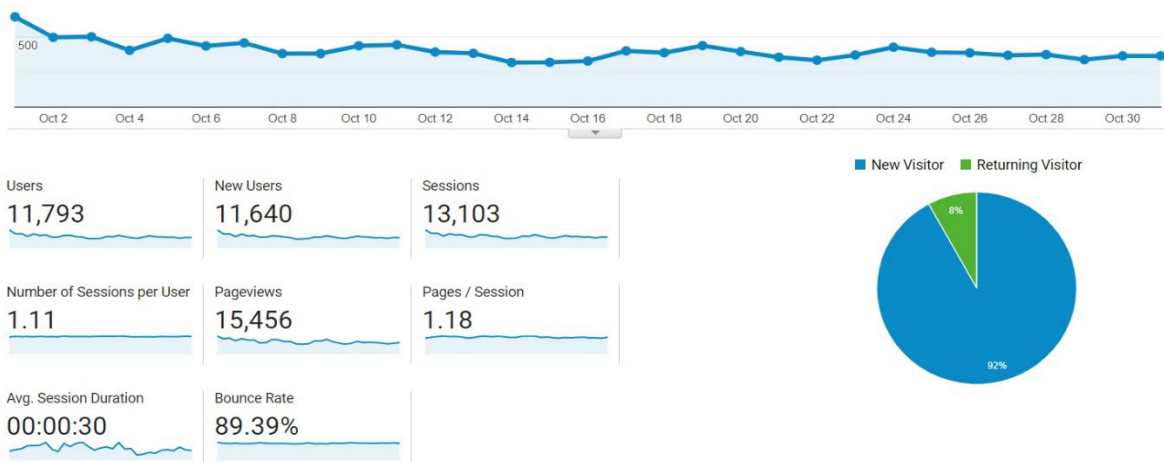 500
Oct 2 Oct 4 Oct 6 Oct 8 Oct 10 Oct 12 Oct 14 Oct 16 Oct 18 Oct 20 Oct 22 Oct 24 Oct 26 Oct 28 Oct 30
New Visitor Returning Visitor
Users New Users Sessions
11,793 11,640 13,103
8%
Number of Sessions per User Pageviews Pages / Session
1.11 15,456 1.18
92%
Avg. Session Duration Bounce Rate
00:00:30 89.39%